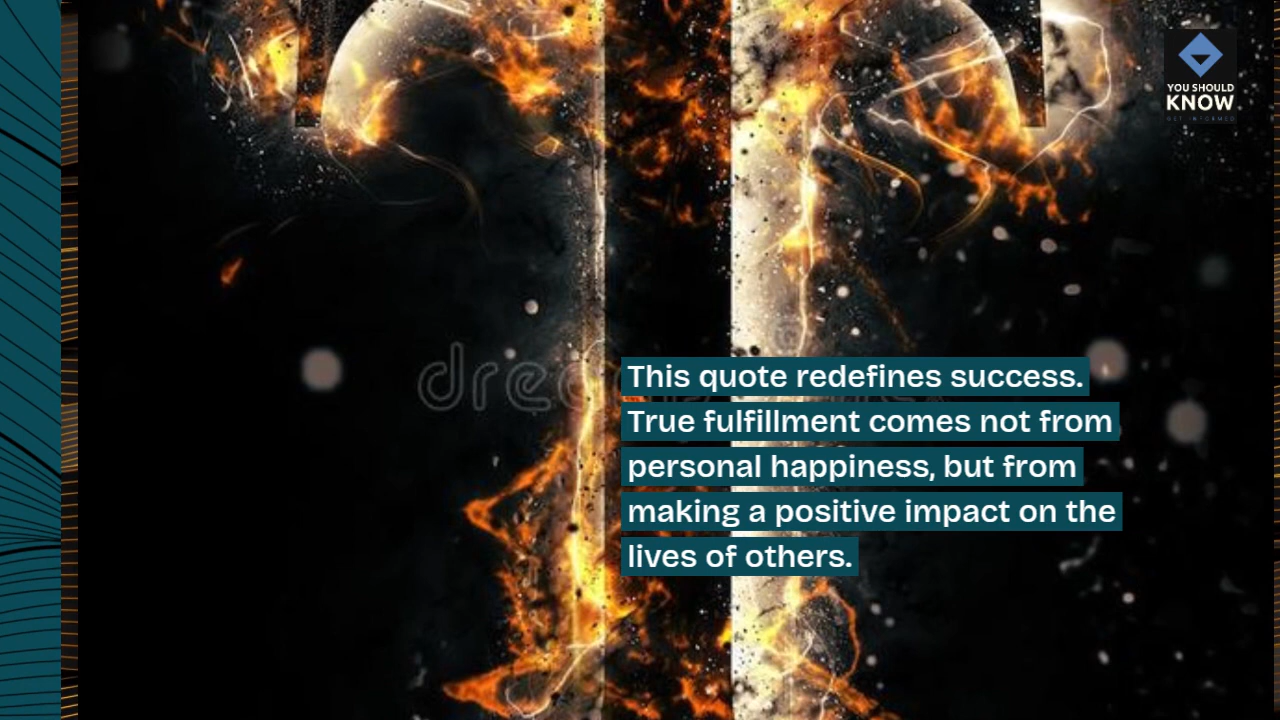 YOU SHOULD
KNOW
GET INFORMED
This quote redefines success.
True fulfillment comes not from
personal happiness, but from
making a positive impact on the
lives of others.